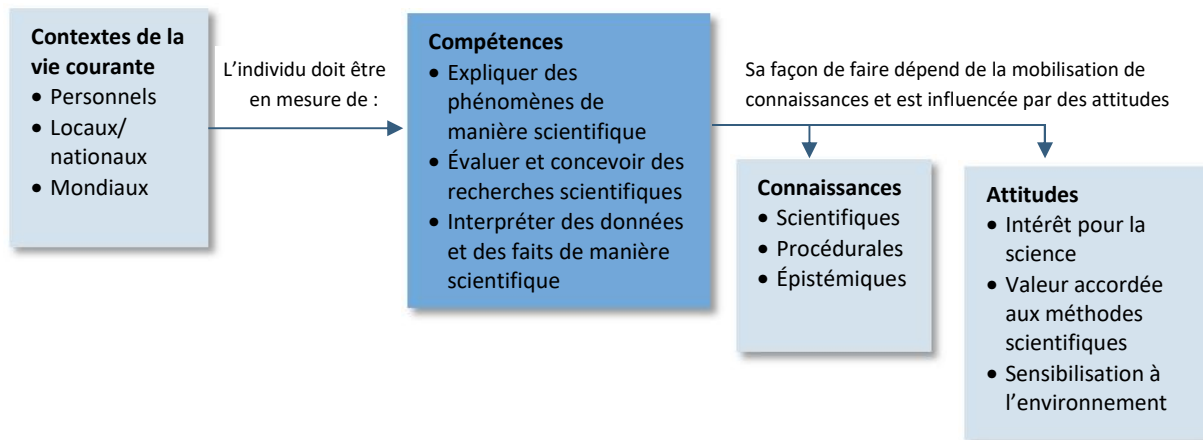 Contextes de la
vie courante
• Personnels
• Locaux/
nationaux
• Mondiaux
L’individu doit être
en mesure de :
Compétences
• Expliquer des
phénomènes de
manière scientifique
• Évaluer et concevoir des
recherches scientifiques
• Interpréter des données
et des faits de manière
scientifique
Sa façon de faire dépend de la mobilisation de
connaissances et est influencée par des attitudes
Connaissances
• Scientifiques
• Procédurales
• Épistémiques
Attitudes
• Intérêt pour la
science
• Valeur accordée
aux méthodes
scientifiques
• Sensibilisation à
l’environnement